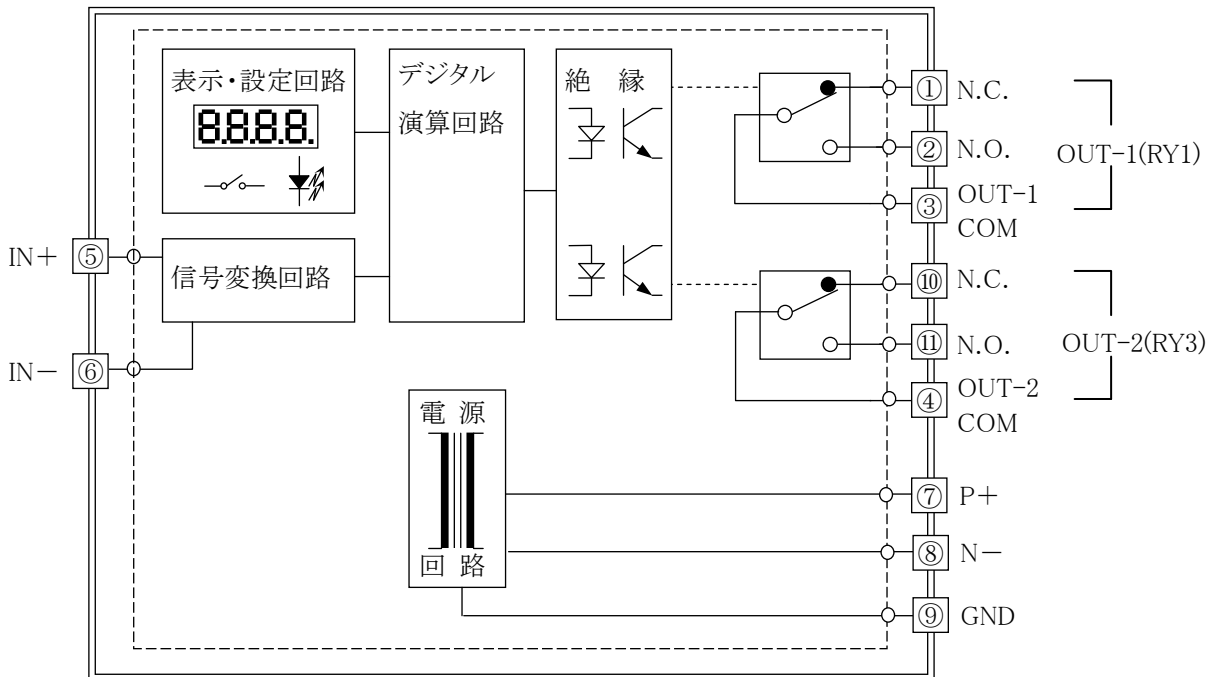 表示・設定回路
8.8.8.8.
デジタル
演算回路
絶 縁
信号変換回路
IN+ ⑤
IN− ⑥
① N.C.
② N.O.
③ OUT-1
COM
OUT-1(RY1)
⑩ N.C.
⑪ N.O.
④ OUT-2
COM
OUT-2(RY3)
電 源
回 路
⑦ P+
⑧ N−
⑨ GND